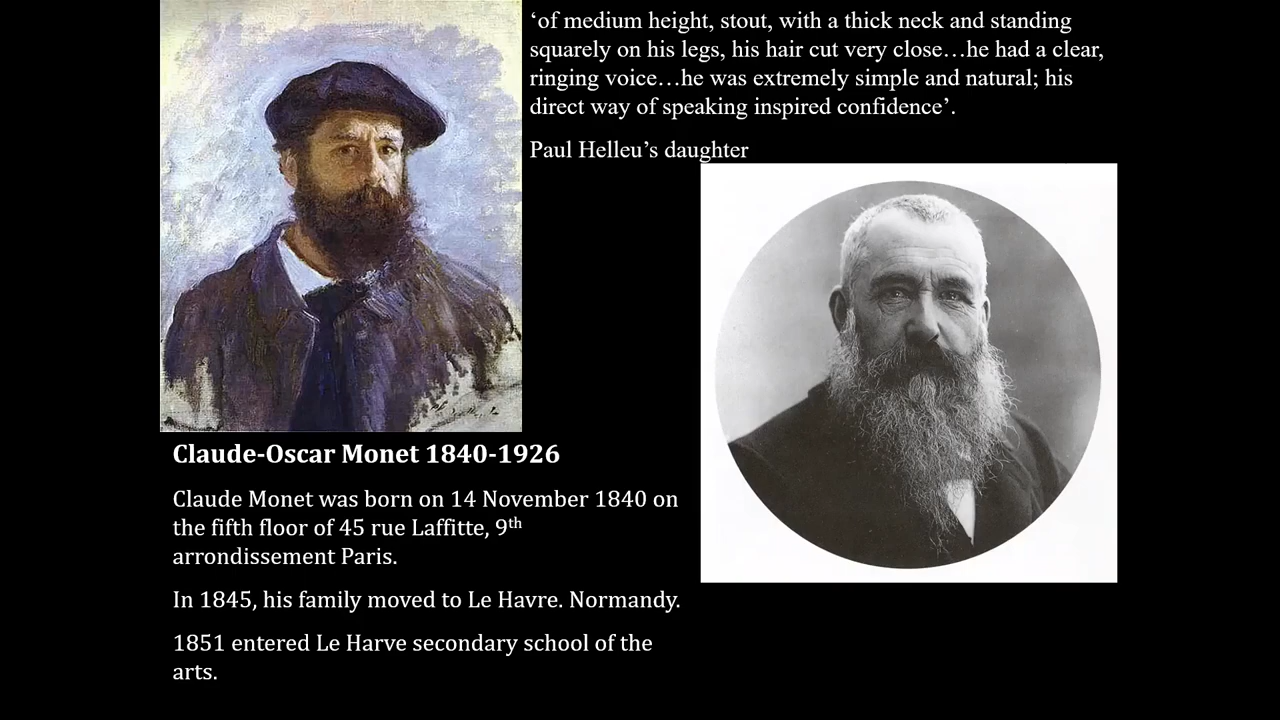 ‘of medium height, stout, with a thick neck and standing
squarely on his legs, his hair cut very close…he had a clear,
ringing voice…he was extremely simple and natural; his
direct way of speaking inspired confidence’.
Paul Helleu’s daughter
Claude-Oscar Monet 1840-1926
Claude Monet was born on 14 November 1840 on
the fifth floor of 45 rue Laffitte, 9th
arrondissement Paris.
In 1845, his family moved to Le Havre. Normandy.
1851 entered Le Harve secondary school of the
arts.